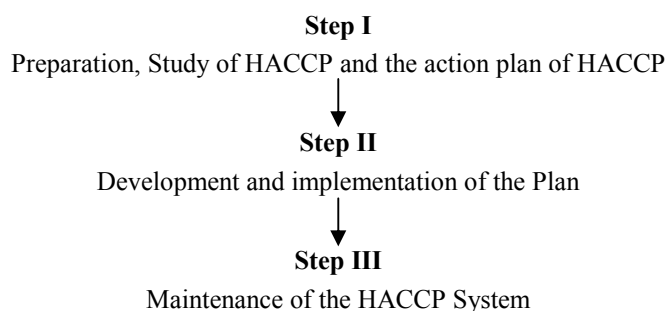 Step I
Preparation, Study of HACCP and the action plan of HACCP
Step II
Development and implementation of the Plan
Step III
Maintenance of the HACCP System